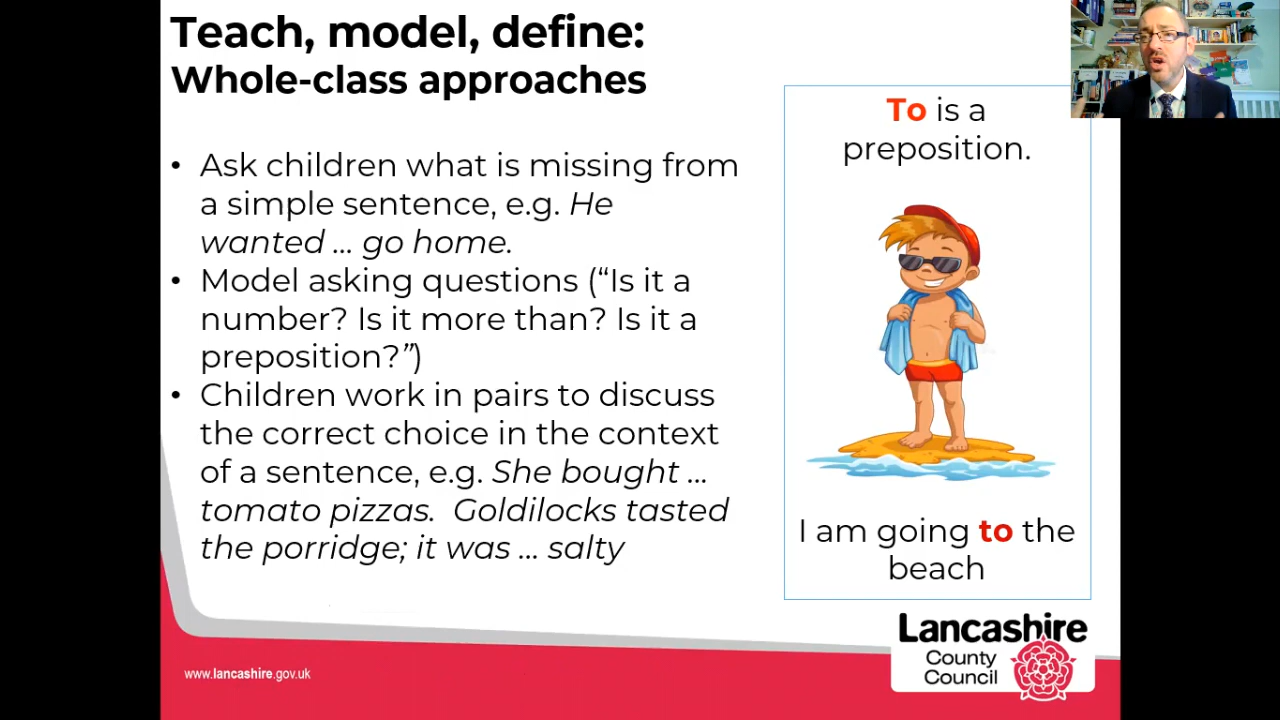 Teach, model, define:
Whole-class approaches
• Ask children what is missing from
a simple sentence, e.g. He
wanted ... go home.
• Model asking questions (“Is it a
number? Is it more than? Is it a
preposition?”)
• Children work in pairs to discuss
the correct choice in the context
of a sentence, e.g. She bought ...
tomato pizzas. Goldilocks tasted
the porridge; it was ... salty
To is a
preposition.
I am going to the
beach
www.lancashire.gov.uk
Lancashire
County
Council